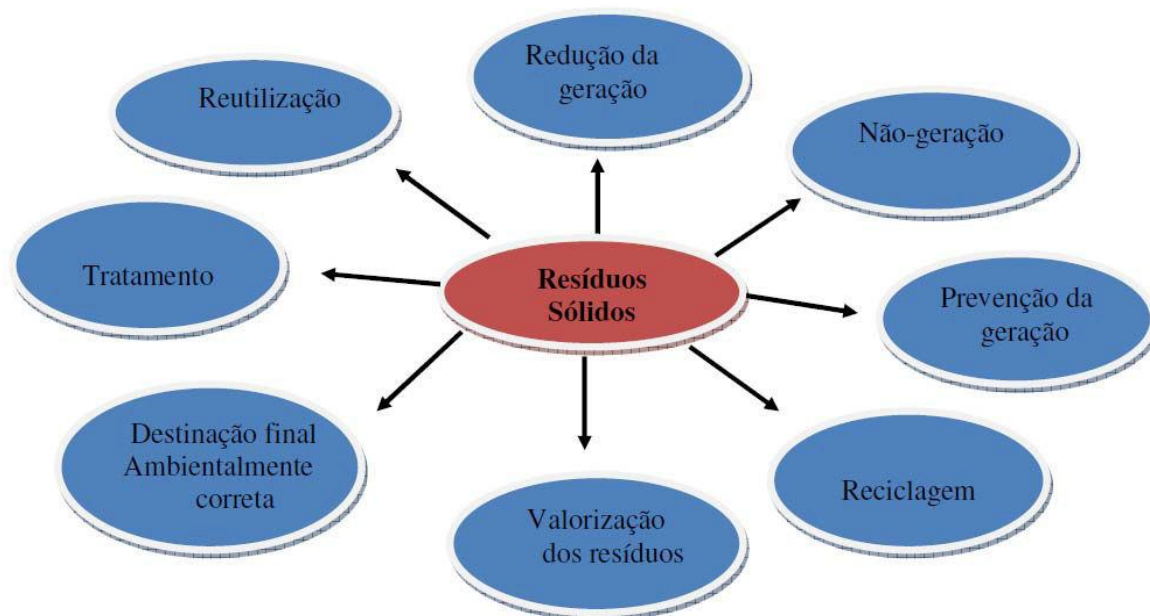 Redução da
geração
Reutilização
Não-geração
Tratamento
Resíduos
Sólidos
Prevenção da
geração
Destinação final
Ambientalmente
correta
Reciclagem
Valorização
dos resíduos